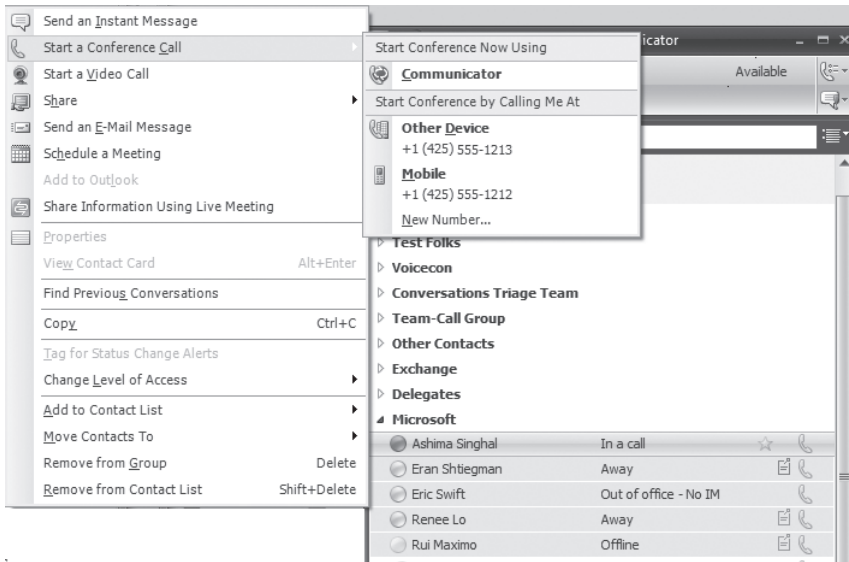 Send an Instant Message
Start a Conference Call
Start a Video Call
Share
Send an E-Mail Message
Schedule a Meeting
Add to Outlook
Share Information Using Live Meeting
Properties
View Contact Card Alt+Enter
Find Previous Conversations
Copy Ctrl+C
Tag for Status Change Alerts
Change Level of Access
Add to Contact List
Move Contacts To
Remove from Group Delete
Remove from Contact List Shift+Delete
Start Conference Now Using
Communicator
Start Conference by Calling Me At
Other Device
+1 (425) 555-1213
Mobile
+1 (425) 555-1212
New Number...
icator
Available
Test Folks
Voicecon
Conversations Triage Team
Team-Call Group
Other Contacts
Exchange
Delegates
Microsoft
Ashima Singhal In a call
Eran Shtiegman Away
Eric Swift Out of office - No IM
Renee Lo Away
Rui Maximo Offline